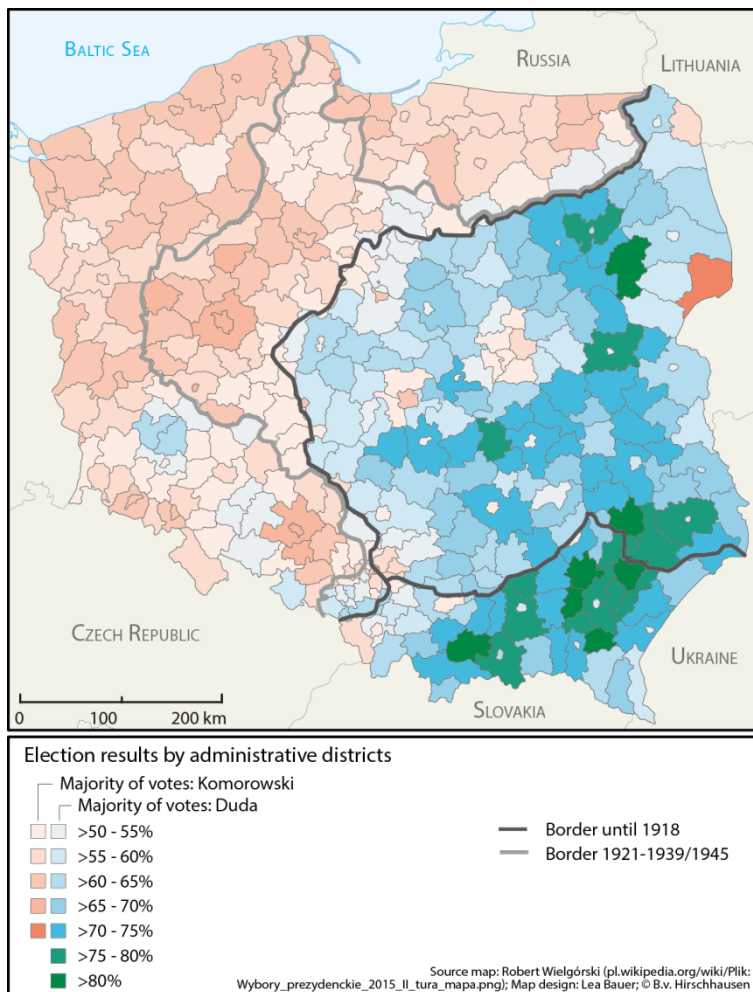 BALTIC SEA
RUSSIA
LITHUANIA
CZECH REPUBLIC
UKRAINE
SLOVAKIA
0 100 200 km
Election results by administrative districts
Majority of votes: Komorowski
Majority of votes: Duda
>50 - 55%
>55 - 60%
>60 - 65%
>65 - 70%
>70 - 75%
>75 - 80%
>80%
Border until 1918
Border 1921-1939/1945
Source map: Robert Wielgórski (pl.wikipedia.org/wiki/Plik:
Wybory_prezydenckie_2015_II_tura_mapa.png); Map design: Lea Bauer; © B.v. Hirschhausen